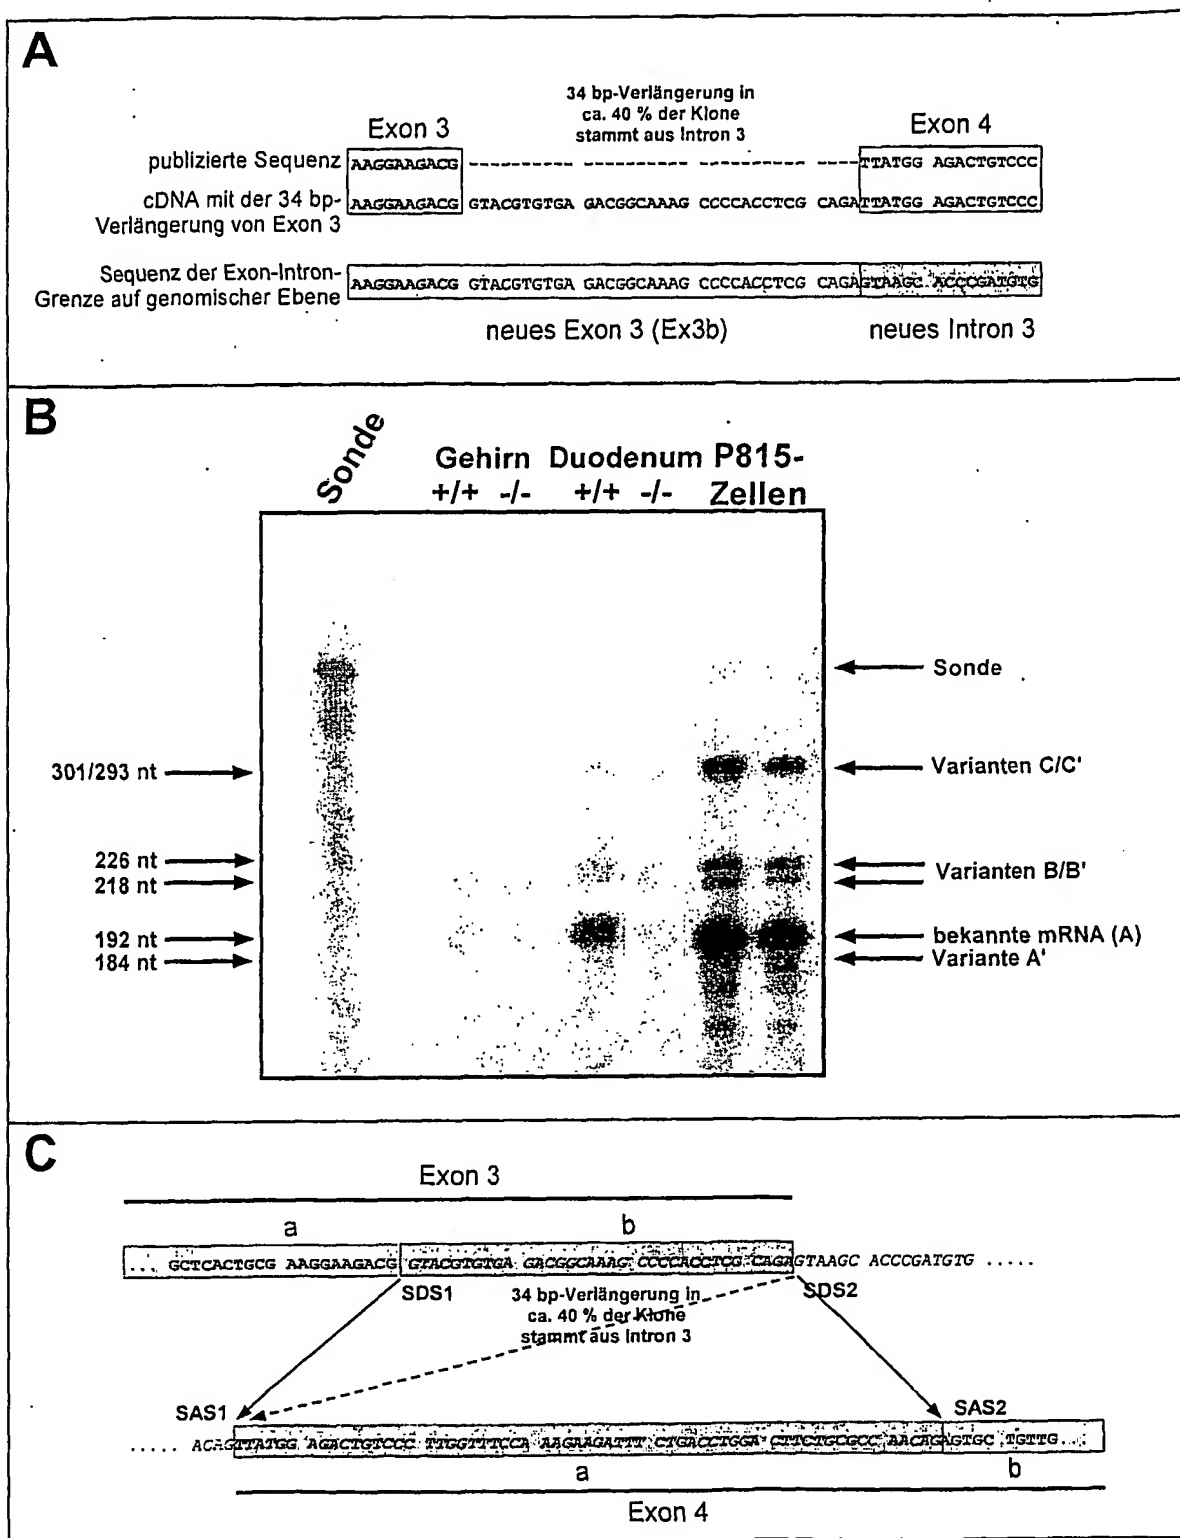 A
34 bp-Verlängerung in
ca. 40 % der Klone
stammt aus Intron 3
Exon 3
Exon 4
publizierte Sequenz
AAGGAAGACG
TTATGG AGACTGTCCC
cDNA mit der 34 bp-
Verlängerung von Exon 3
AAGGAAGACG GTACGTGTGA GACGGCAAAG CCCCACCTCG CAGATTATGG AGACTGTCCC
Sequenz der Exon-Intron-
Grenze auf genomischer Ebene
AAGGAAGACG GTACGTGTGA GACGGCAAAG CCCCACCTCG CAGAGTAAGC ACCCGATGTG
neues Exon 3 (Ex3b)
neues Intron 3
B
Sonde
Gehirn Duodenum P815-
+/+ -/- +/+ -/- Zellen
Sonde
301/293 nt
Varianten C/C'
226 nt
218 nt
Varianten B/B'
192 nt
bekannte mRNA (A)
184 nt
Variante A'
C
Exon 3
a
b
... GCTCACTGCG AAGGAAGACG GTACGTGTGA GACGGCAAAG CCCCACCTCG CAGAGTAAGC ACCCGATGTG .....
SDS1
SDS2
34 bp-Verlängerung in
ca. 40 % der Klone
stammt aus Intron 3
SAS1
SAS2
..... ACAGTTATGG AGACTGTCCC TTGGTTTCCA AAGAAGATTT CTGACCTGGA CTTCTGCGCC AACAGAGTGC TGTTG...
a
b
Exon 4